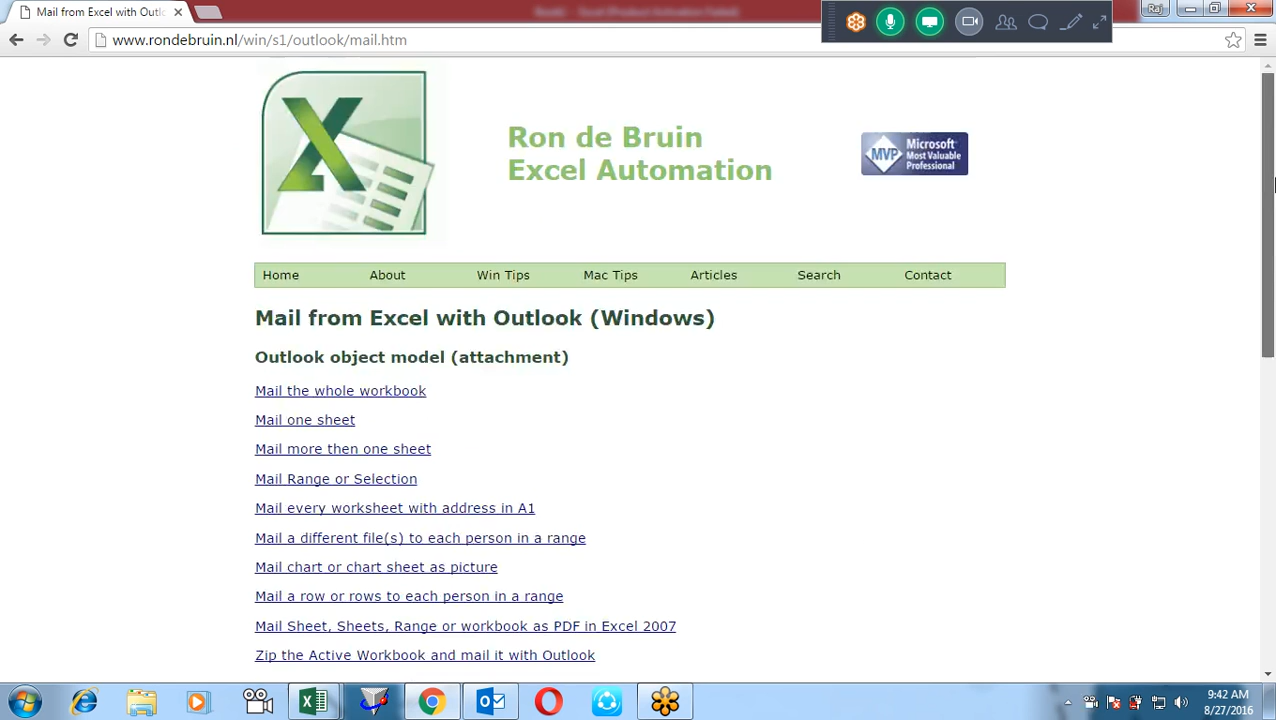 Mail from Excel with Outlo
Raj
www.rondebruin.nl/win/s1/outlook/mail.h
Ron de Bruin
Excel Automation
MVP
Microsoft
Most Valuable
Professional
Home About Win Tips Mac Tips Articles Search Contact
Mail from Excel with Outlook (Windows)
Outlook object model (attachment)
Mail the whole workbook
Mail one sheet
Mail more then one sheet
Mail Range or Selection
Mail every worksheet with address in A1
Mail a different file(s) to each person in a range
Mail chart or chart sheet as picture
Mail a row or rows to each person in a range
Mail Sheet, Sheets, Range or workbook as PDF in Excel 2007
Zip the Active Workbook and mail it with Outlook
9:42 AM
8/27/2016